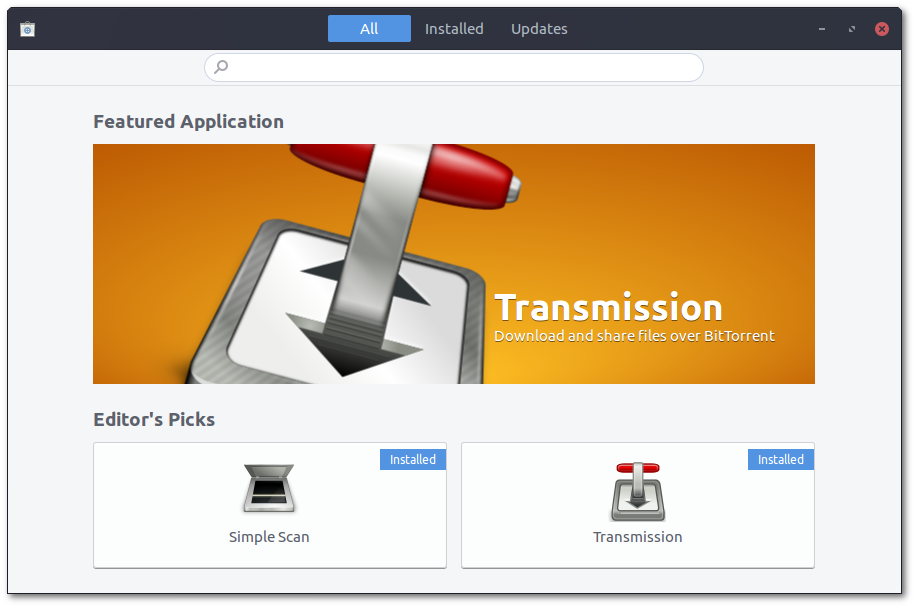 All
Installed
Updates
Featured Application
Transmission
Download and share files over BitTorrent
Editor's Picks
Installed
Installed
Simple Scan
Transmission